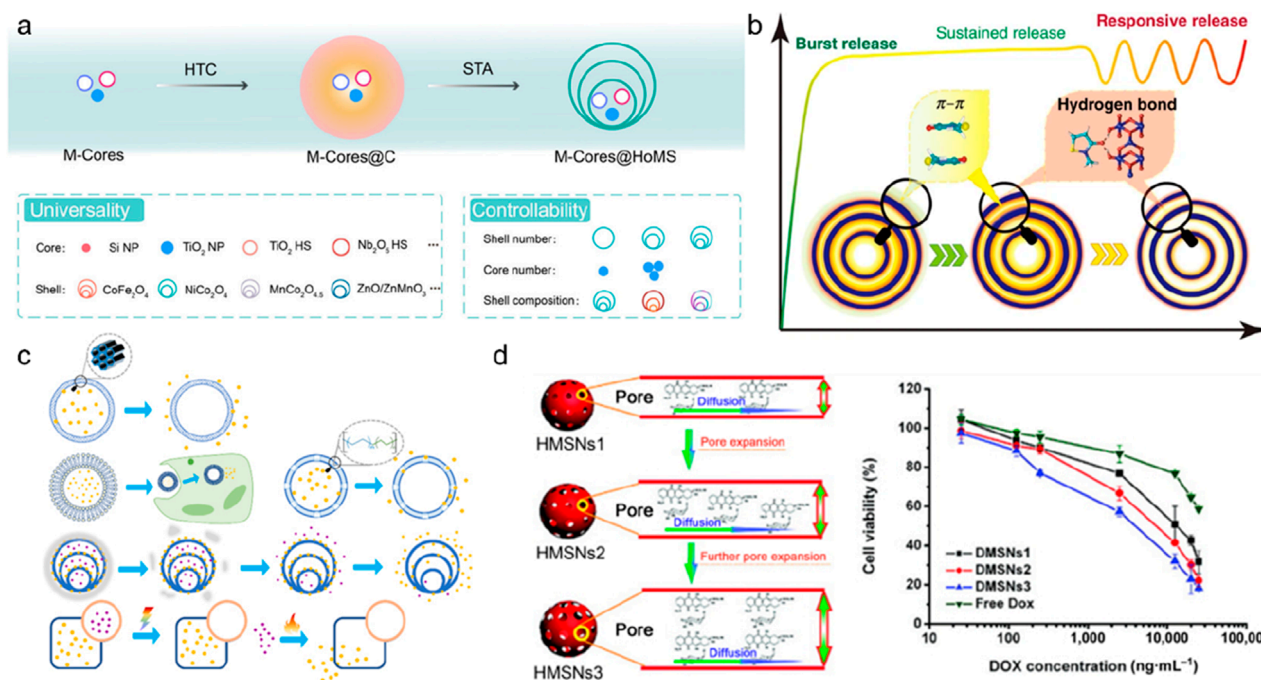 a
HTC
STA
M-Cores
M-Cores@C
M-Cores@HoMS
Universality
Core:
Si NP
TiO₂ NP
TiO₂ HS
Nb₂O₅ HS
···
Shell:
CoFe₂O₄
NiCo₂O₄
MnCo₂O₄.₅
ZnO/ZnMnO₃
···
Controllability
Shell number:
Core number:
Shell composition:
b
Burst release
Sustained release
Responsive release
π-π
Hydrogen bond
c
d
HMSNs1
Pore
Diffusion
Pore expansion
HMSNs2
Pore
Diffusion
Further pore expansion
HMSNs3
Pore
Diffusion
Cell viability (%)
120
100
80
60
40
20
0
DMSNs1
DMSNs2
DMSNs3
Free Dox
10
100
1,000
10,000
100,00
DOX concentration (ng·mL⁻¹)